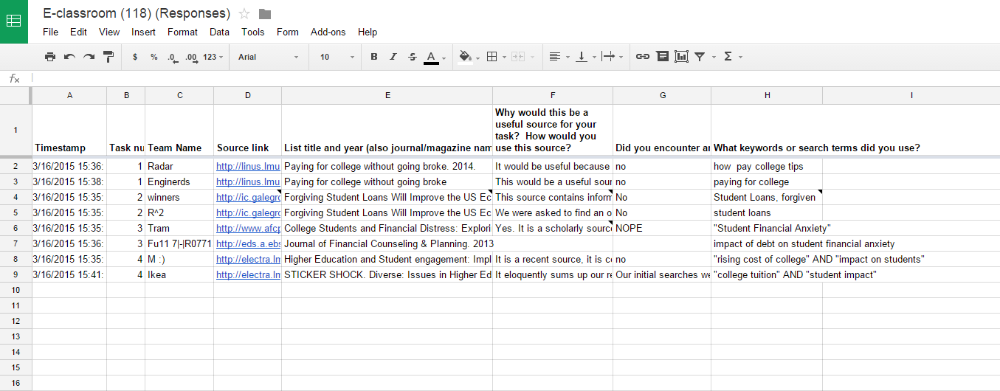 E-classroom (118) (Responses)
File Edit View Insert Format Data Tools Form Add-ons Help
$ % .0 .00 123 Arial 10 B I S A Σ
fx
A B C D E F G H I
1 Timestamp Task nu Team Name Source link List title and year (also journal/magazine nam Why would this be a useful source for your task? How would you use this source? Did you encounter an What keywords or search terms did you use?
2 3/16/2015 15:36: 1 Radar http://linus.lmu Paying for college without going broke. 2014. It would be useful because no how pay college tips
3 3/16/2015 15:38: 1 Enginerds http://linus.lmu Paying for college without going broke This would be a useful sour no paying for college
4 3/16/2015 15:35: 2 winners http://ic.galegro Forgiving Student Loans Will Improve the US Ec This source contains inform No Student Loans, forgiven
5 3/16/2015 15:35: 2 R^2 http://ic.galegro Forgiving Student Loans Will Improve the US Ec We were asked to find an o No student loans
6 3/16/2015 15:35: 3 Tram http://www.afcp College Students and Financial Distress: Explori Yes. It is a scholarly source NOPE "Student Financial Anxiety"
7 3/16/2015 15:36: 3 Fu11 7|-|R0771 http://eds.a.ebs Journal of Financial Counseling & Planning. 2013 impact of debt on student financial anxiety
8 3/16/2015 15:35: 4 M :) http://electra.lm Higher Education and Student engagement: Impl It is a recent source, it is co no "rising cost of college" AND "impact on students"
9 3/16/2015 15:41: 4 Ikea http://electra.lm STICKER SHOCK. Diverse: Issues in Higher Ed It eloquently sums up our re Our initial searches we "college tuition" AND "student impact"
10
11
12
13
14
15
16